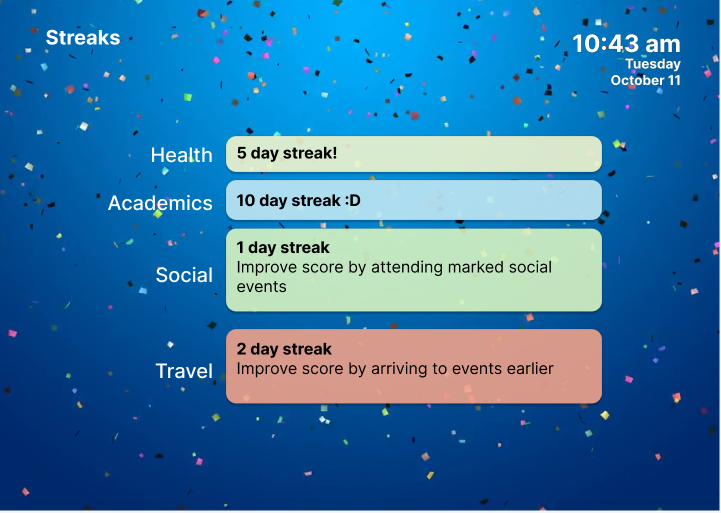 Streaks
10:43 am
Tuesday
October 11
Health
5 day streak!
Academics
10 day streak :D
Social
1 day streak
Improve score by attending marked social
events
Travel
2 day streak
Improve score by arriving to events earlier